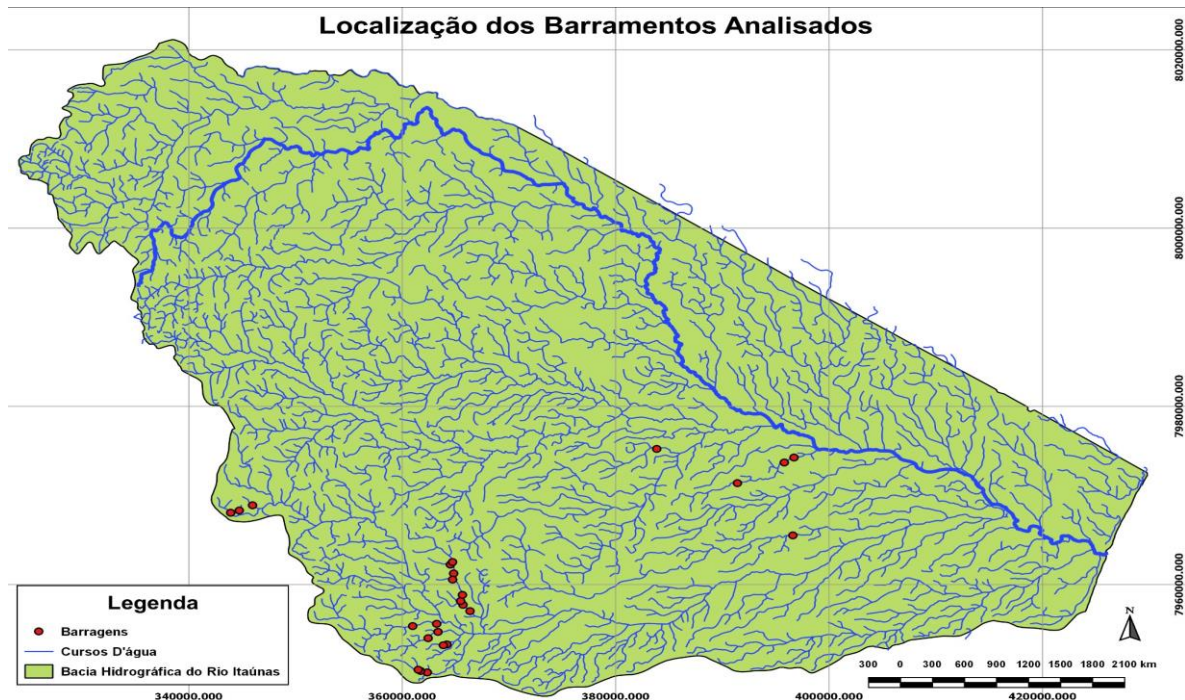 Localização dos Barramentos Analisados
8020000.000
8000000.000
7980000.000
7960000.000
Legenda
Barragens
Cursos D'água
Bacia Hidrográfica do Rio Itaúnas
N
300 0 300 600 900 1200 1500 1800 2100 km
340000.000 360000.000 380000.000 400000.000 420000.000